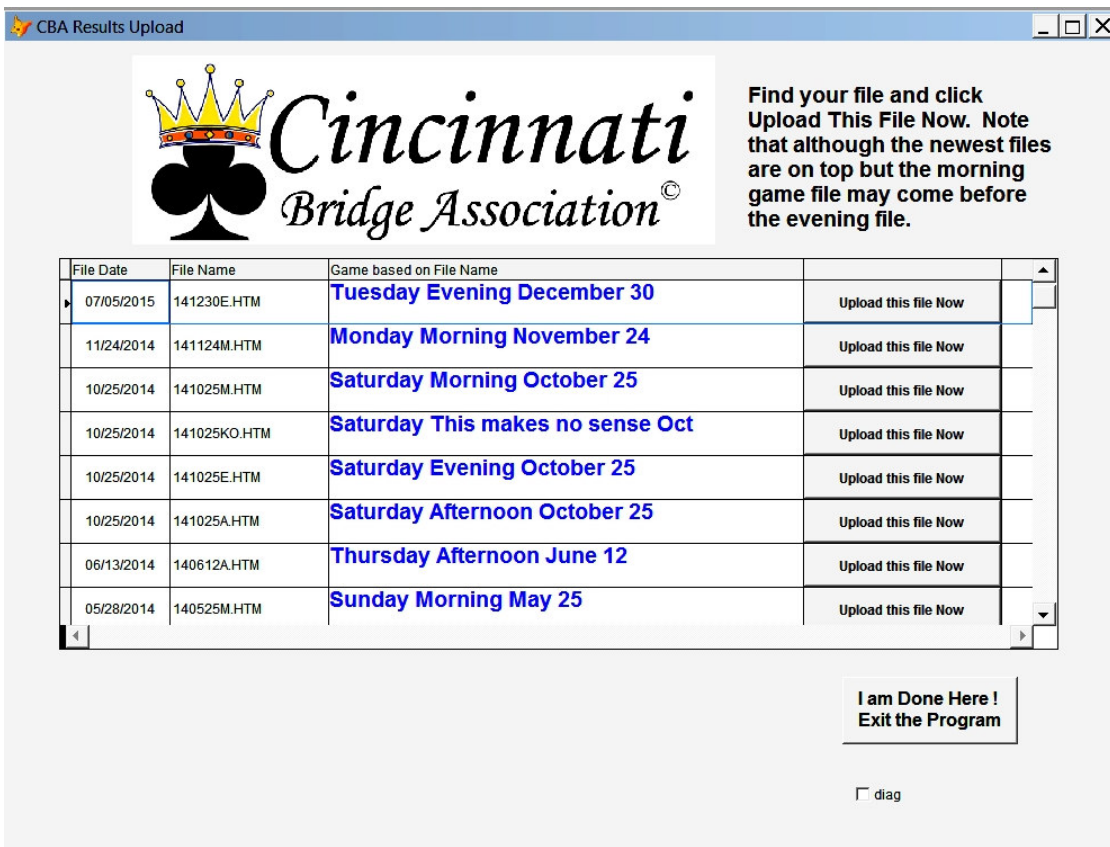 CBA Results Upload
Cincinnati
Bridge Association©
Find your file and click
Upload This File Now. Note
that although the newest files
are on top but the morning
game file may come before
the evening file.
File Date File Name Game based on File Name
07/05/2015 141230E.HTM Tuesday Evening December 30 Upload this file Now
11/24/2014 141124M.HTM Monday Morning November 24 Upload this file Now
10/25/2014 141025M.HTM Saturday Morning October 25 Upload this file Now
10/25/2014 141025KO.HTM Saturday This makes no sense Oct Upload this file Now
10/25/2014 141025E.HTM Saturday Evening October 25 Upload this file Now
10/25/2014 141025A.HTM Saturday Afternoon October 25 Upload this file Now
06/13/2014 140612A.HTM Thursday Afternoon June 12 Upload this file Now
05/28/2014 140525M.HTM Sunday Morning May 25 Upload this file Now
I am Done Here !
Exit the Program
diag